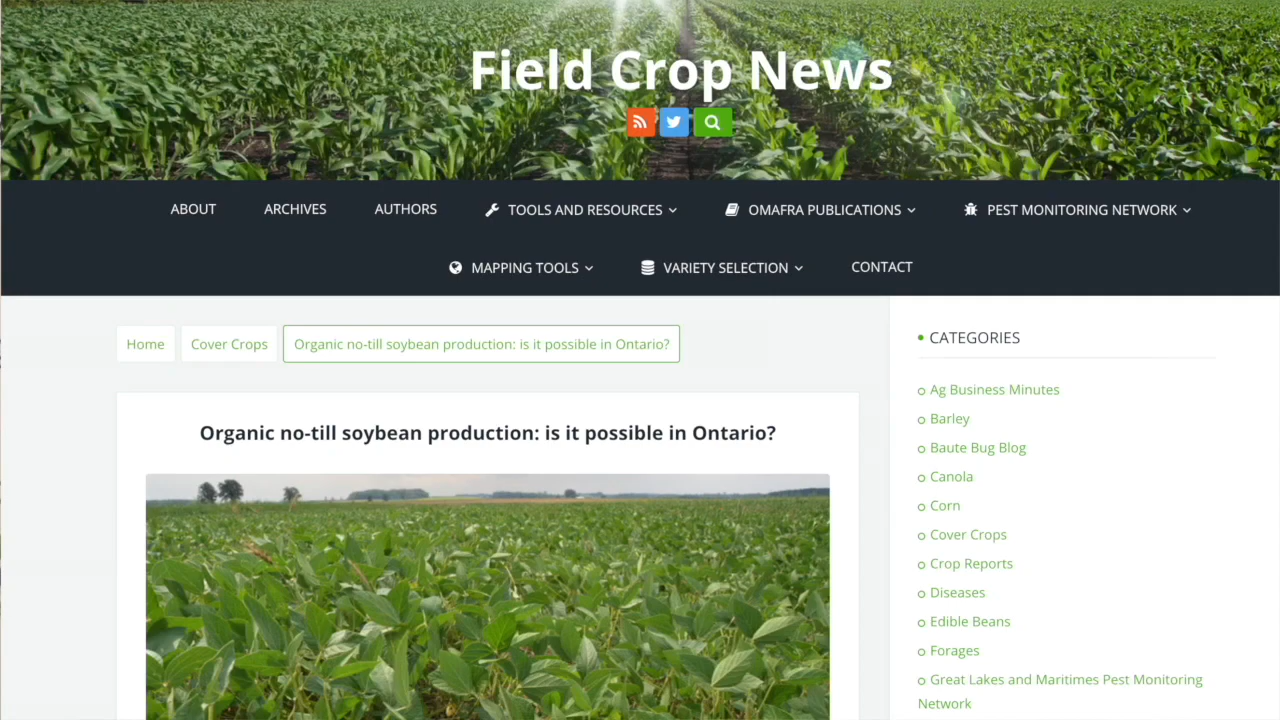 Field Crop News
ABOUT
ARCHIVES
AUTHORS
TOOLS AND RESOURCES
OMAFRA PUBLICATIONS
PEST MONITORING NETWORK
MAPPING TOOLS
VARIETY SELECTION
CONTACT
Home
Cover Crops
Organic no-till soybean production: is it possible in Ontario?
Organic no-till soybean production: is it possible in Ontario?
CATEGORIES
Ag Business Minutes
Barley
Baute Bug Blog
Canola
Corn
Cover Crops
Crop Reports
Diseases
Edible Beans
Forages
Great Lakes and Maritimes Pest Monitoring
Network